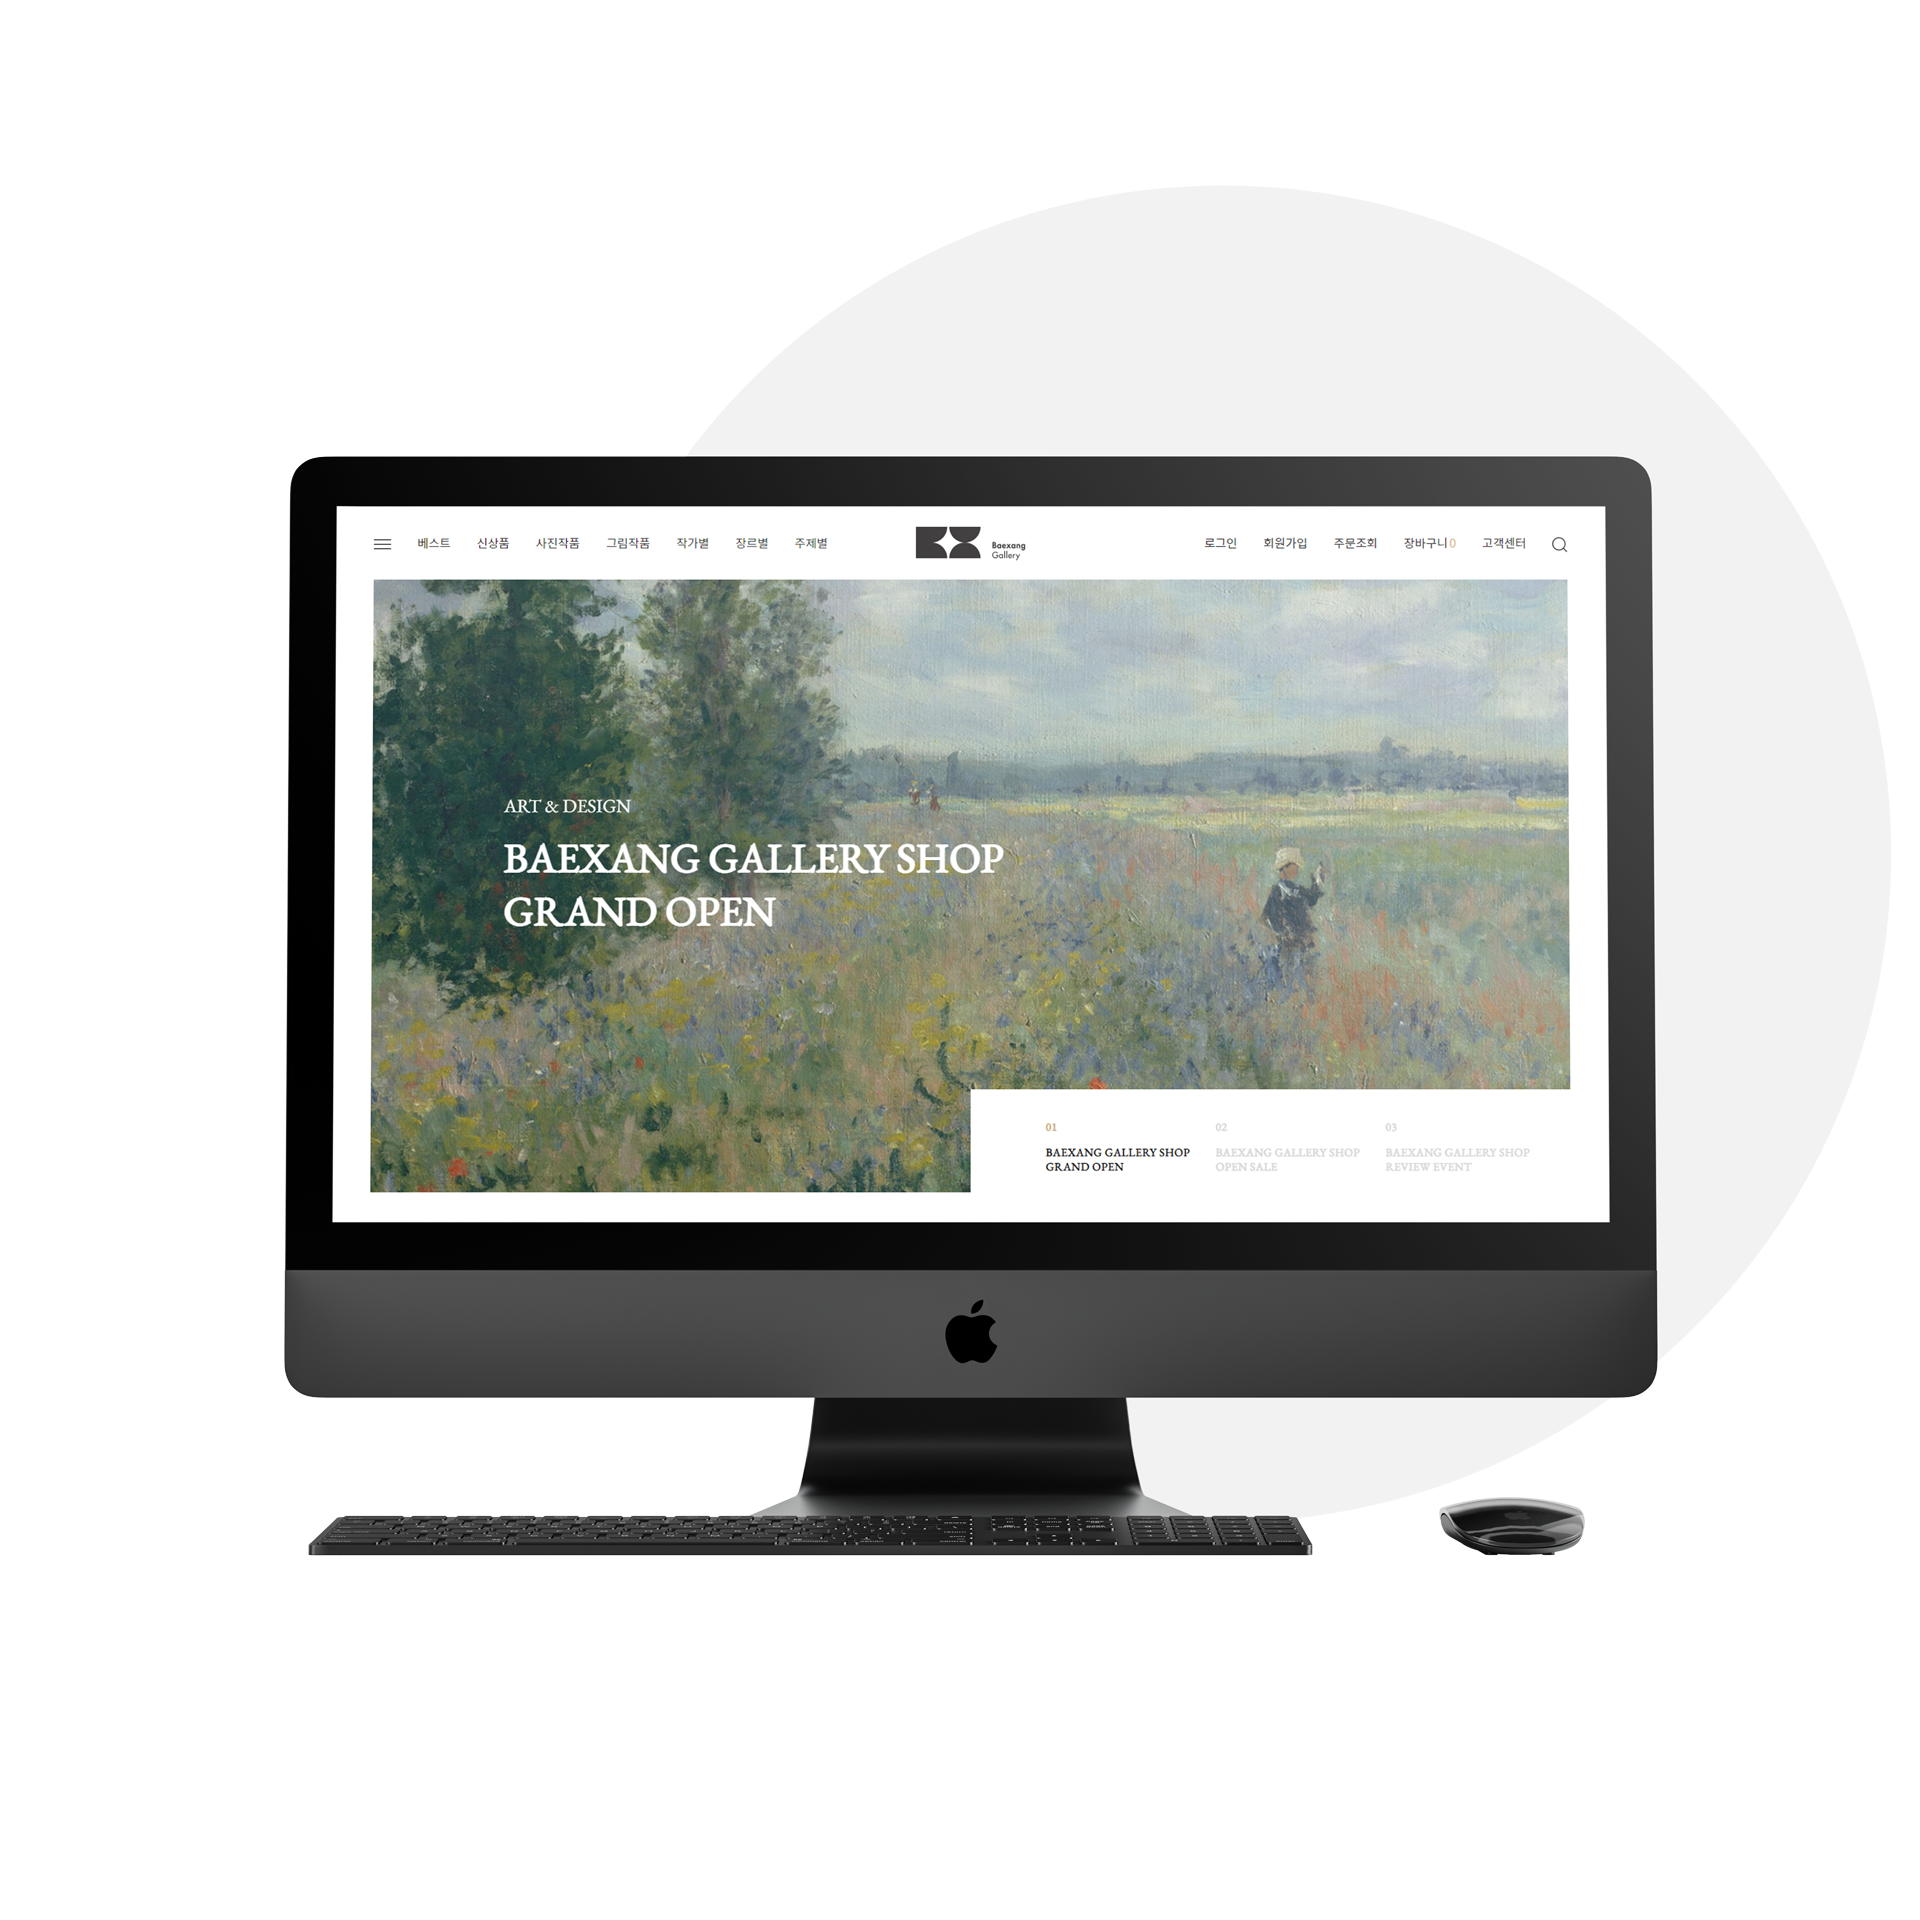 베스트 신상품 사진작품 그림작품 작가별 장르별 주제별
Baexang
Gallery
로그인 회원가입 주문조회 장바구니 0 고객센터
ART & DESIGN
BAEXANG GALLERY SHOP
GRAND OPEN
01
BAEXANG GALLERY SHOP
GRAND OPEN
02
BAEXANG GALLERY SHOP
OPEN SALE
03
BAEXANG GALLERY SHOP
REVIEW EVENT